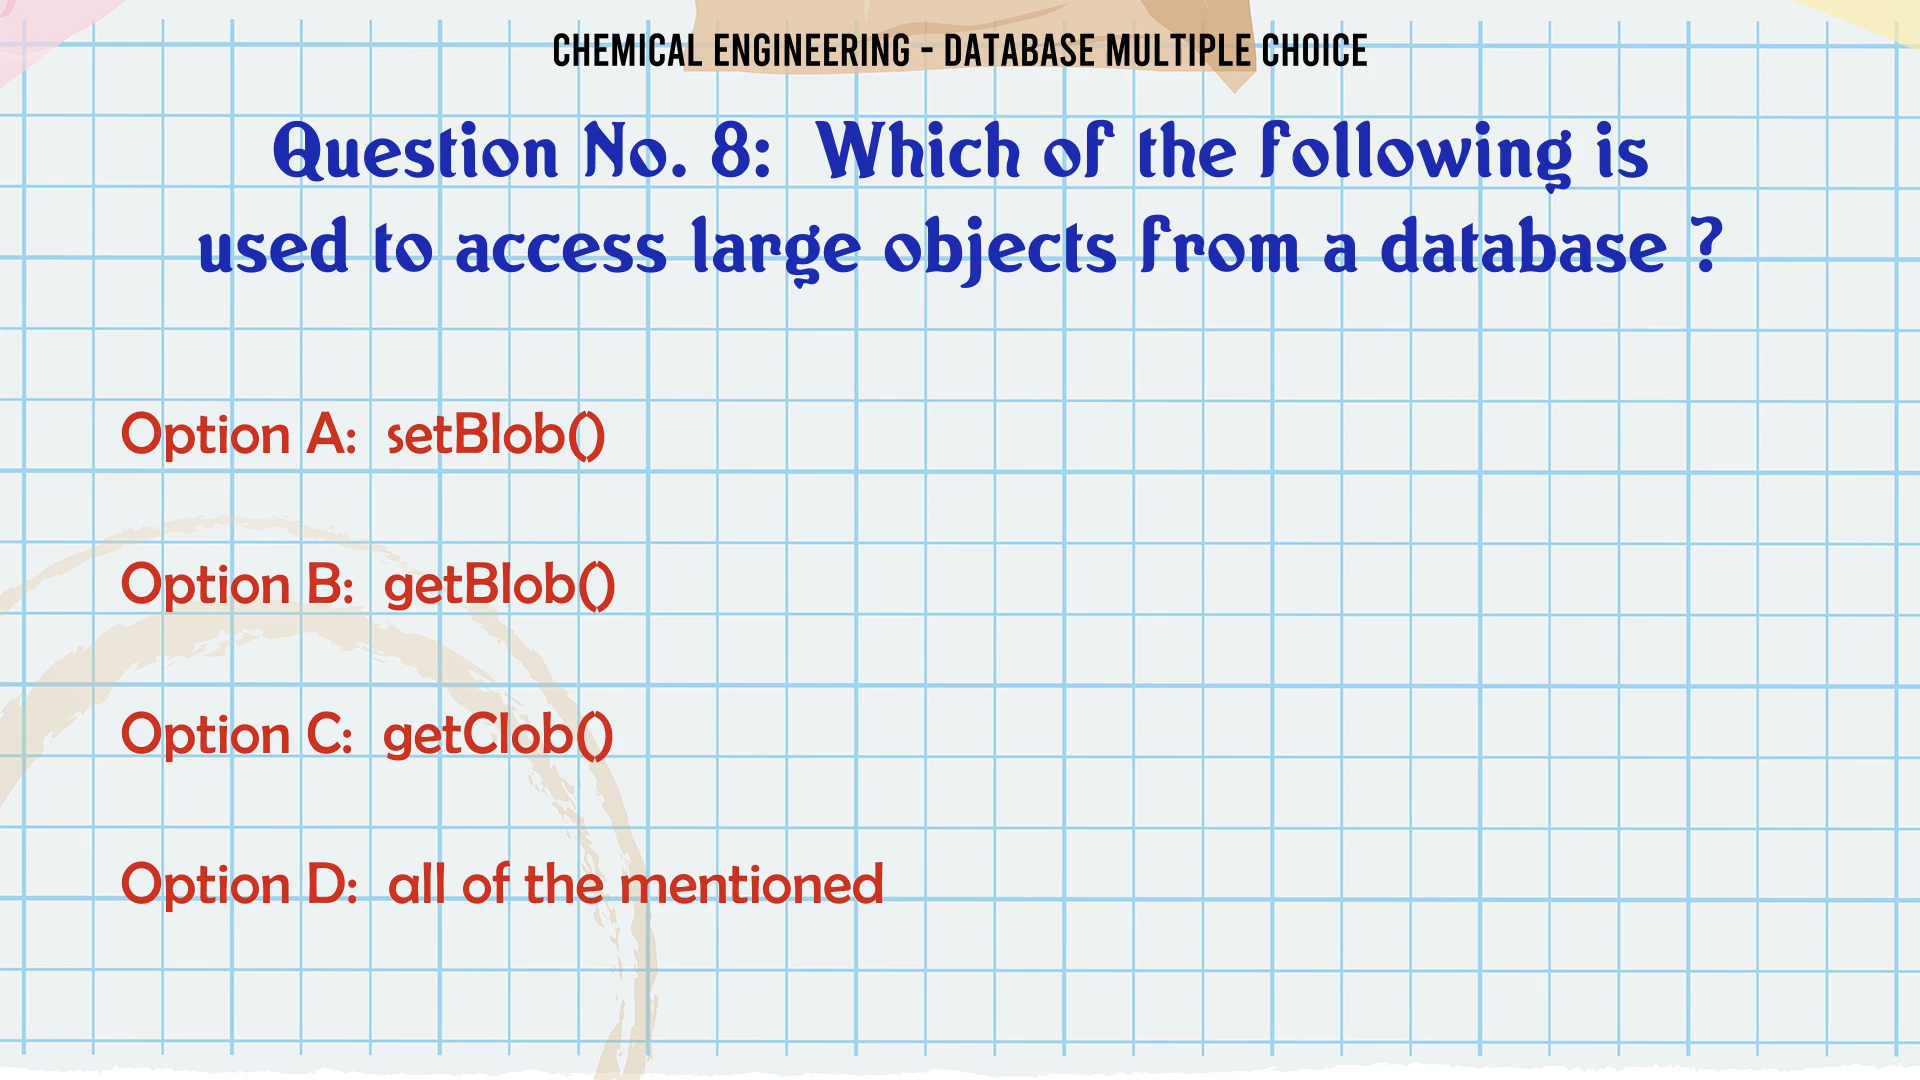 CHEMICAL ENGINEERING - DATABASE MULTIPLE CHOICE
Question No. 8: Which of the following is
used to access large objects from a database ?
Option A: setBlob()
Option B: getBlob()
Option C: getClob()
Option D: all of the mentioned